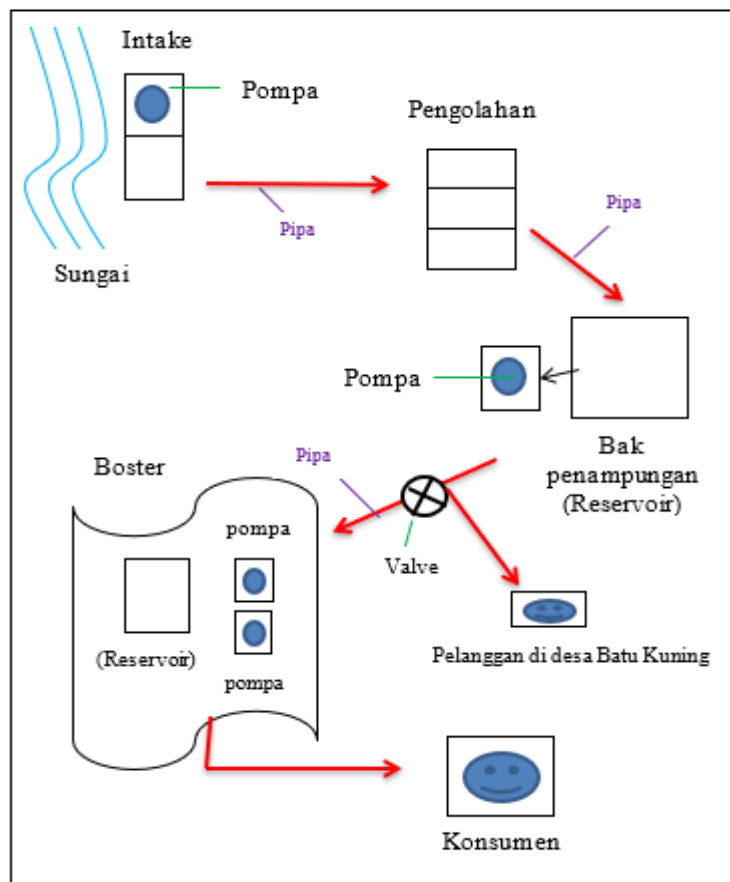 Intake
Pompa
Pengolahan
Pipa
Pipa
Sungai
Pompa
Bak
penampungan
(Reservoir)
Boster
Pipa
pompa
Valve
(Reservoir)
pompa
Pelanggan di desa Batu Kuning
Konsumen